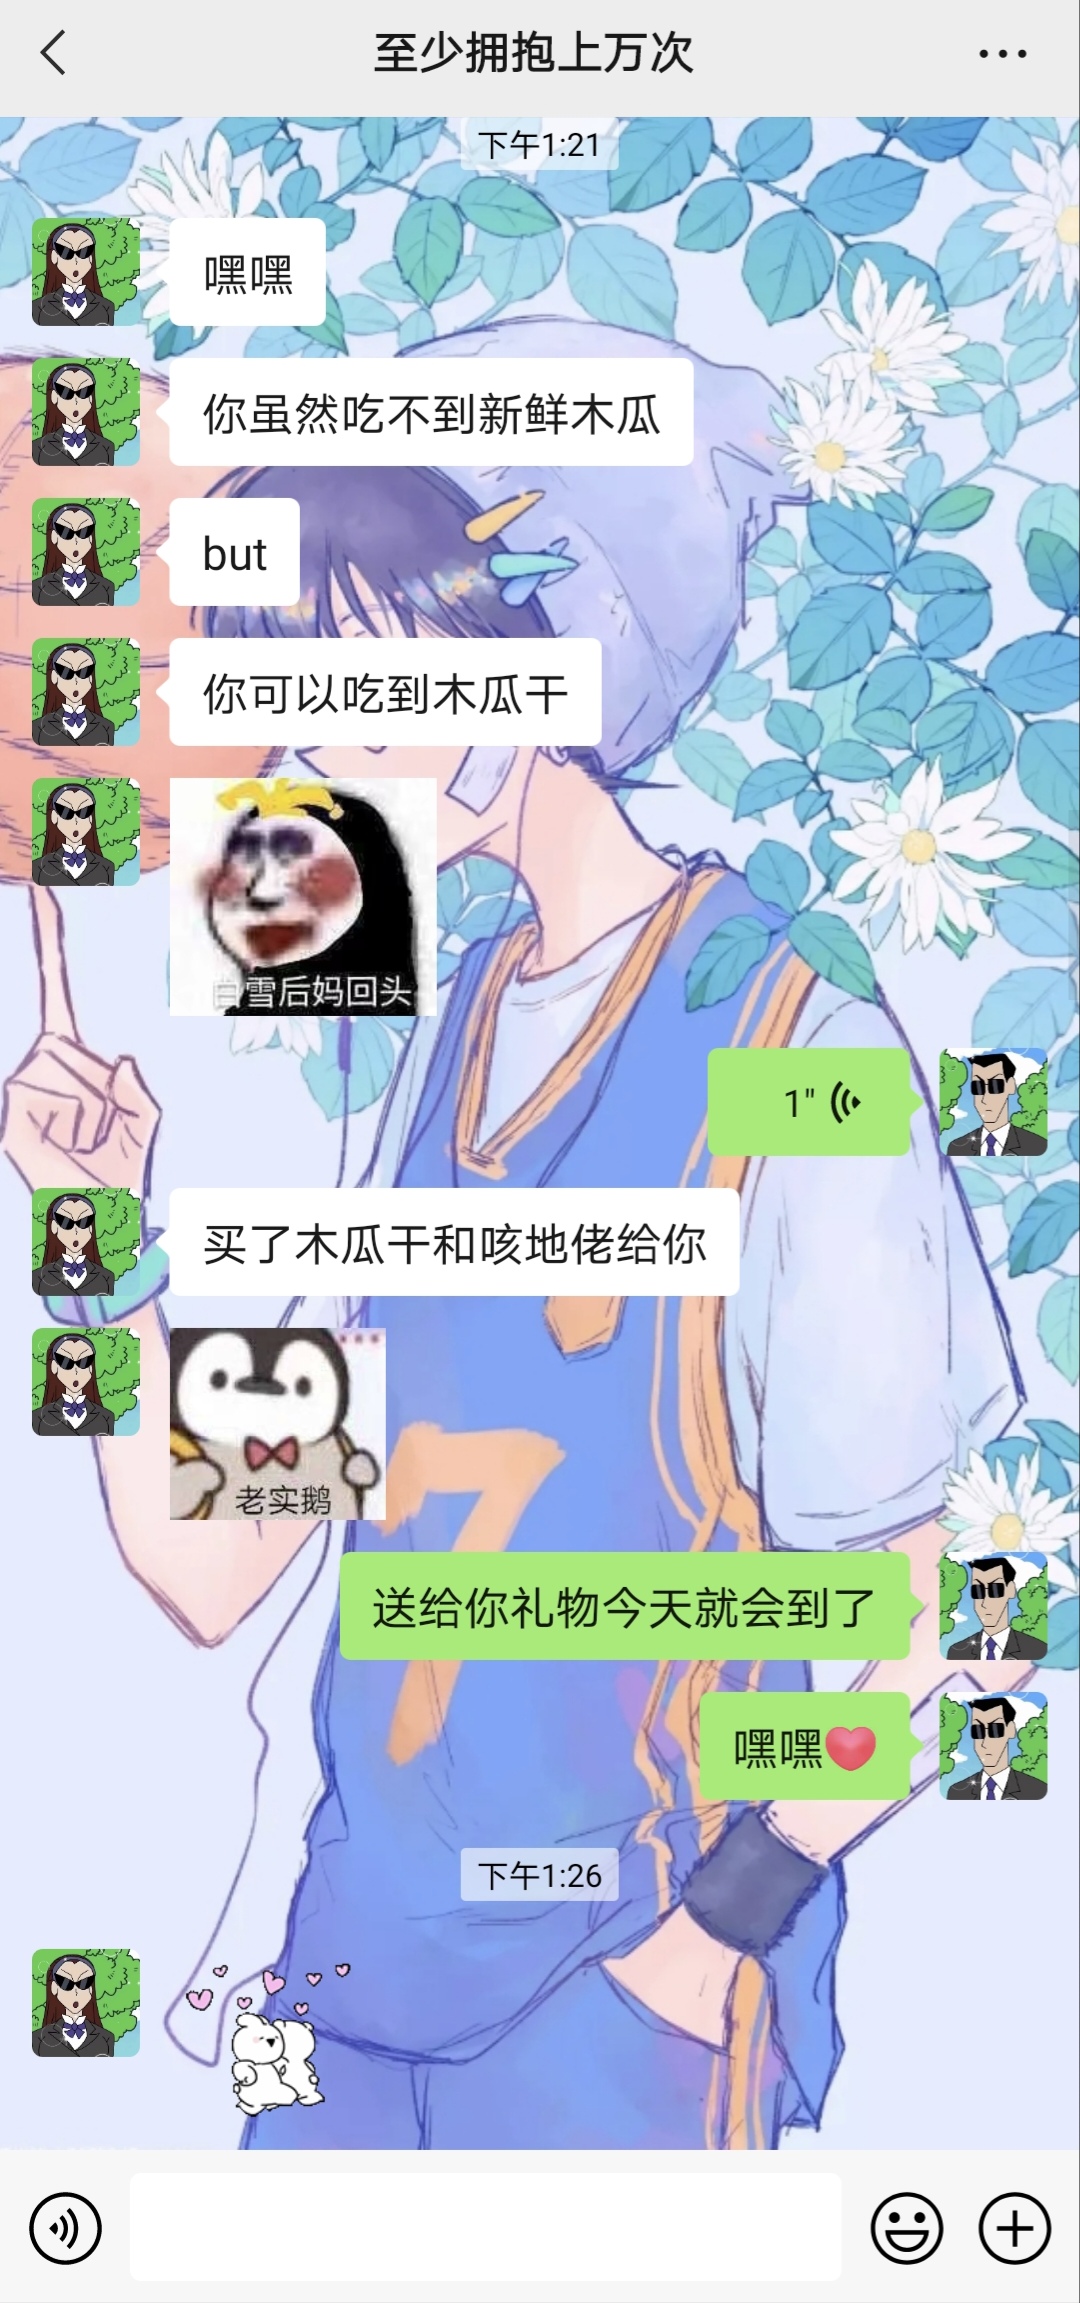 至少拥抱上万次
下午1:21
嘿嘿
你虽然吃不到新鲜木瓜
but
你可以吃到木瓜干
白雪后妈回头
1"
买了木瓜干和咳地佬给你
老实鹅
7
送给你礼物今天就会到了
嘿嘿❤
下午1:26